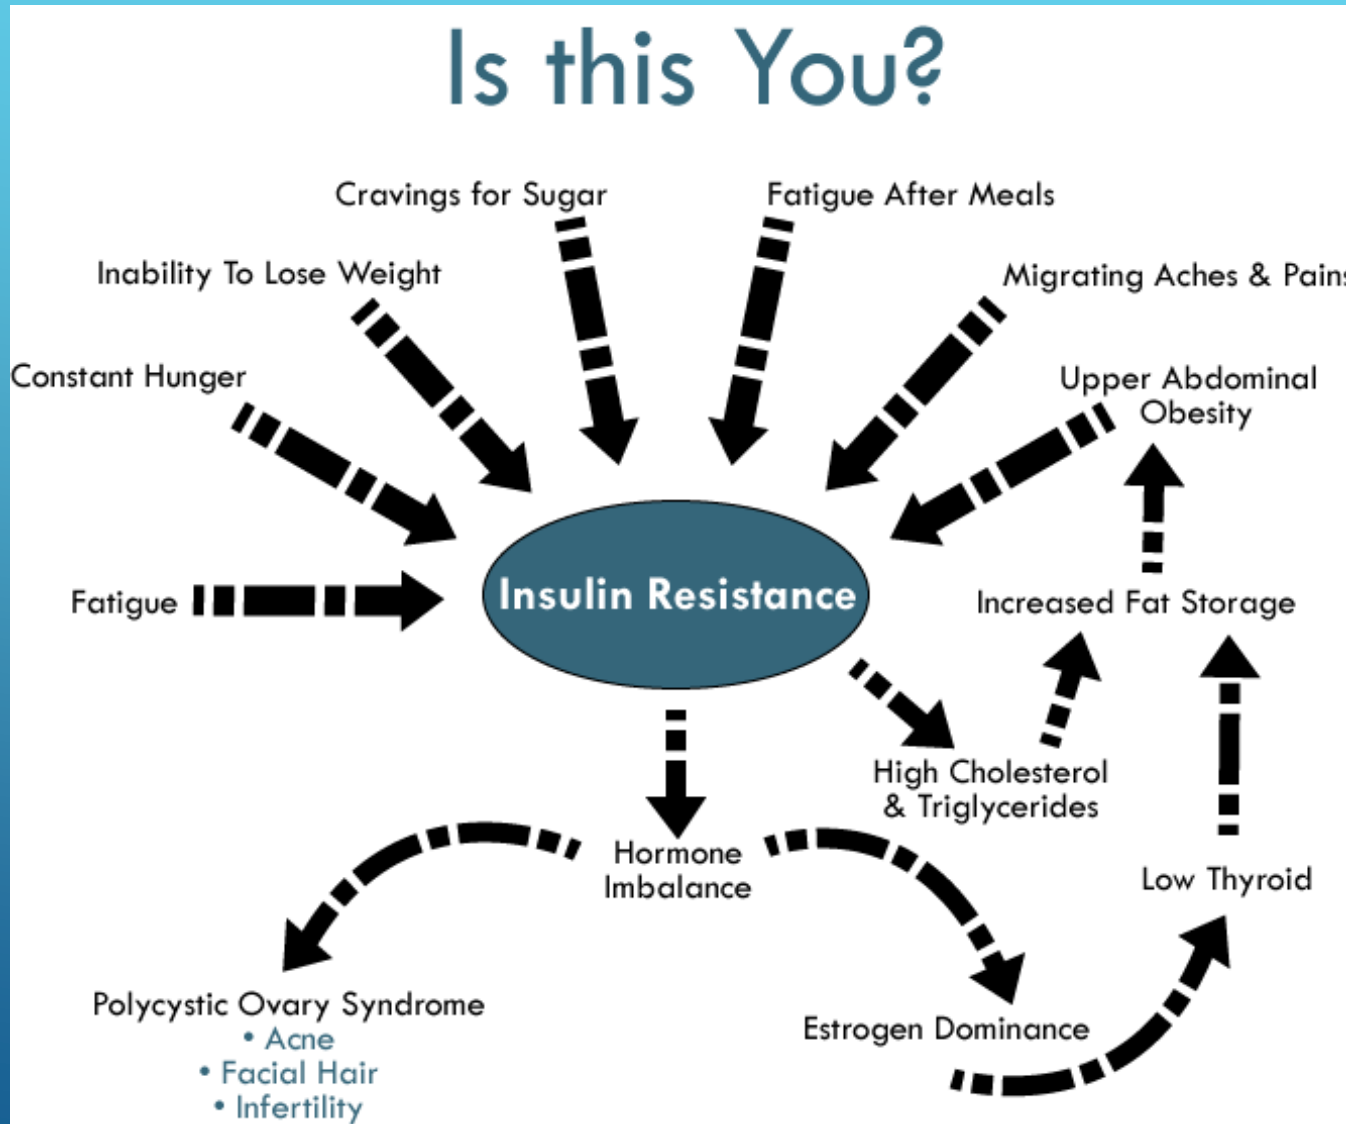 Is this You?
Cravings for Sugar
Fatigue After Meals
Inability To Lose Weight
Migrating Aches & Pains
Constant Hunger
Upper Abdominal
Obesity
Fatigue
Insulin Resistance
Increased Fat Storage
High Cholesterol
& Triglycerides
Hormone
Imbalance
Low Thyroid
Polycystic Ovary Syndrome
• Acne
• Facial Hair
• Infertility
Estrogen Dominance